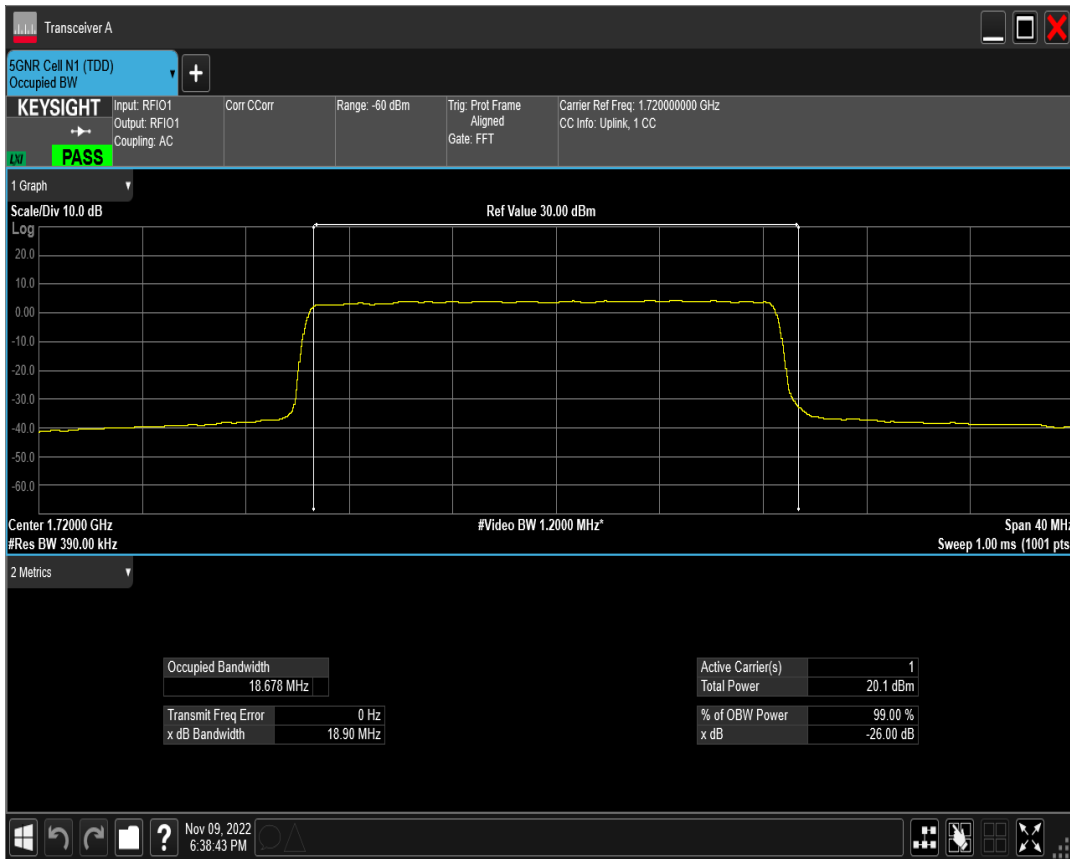 Transceiver A
5GNR Cell N1 (TDD)
Occupied BW
+
KEYSIGHT
LXI
PASS
Input: RFIO1
Output: RFIO1
Coupling: AC
Corr CCorr
Range: -60 dBm
Trig: Prot Frame
Aligned
Gate: FFT
Carrier Ref Freq: 1.720000000 GHz
CC Info: Uplink, 1 CC
1 Graph
Scale/Div 10.0 dB
Ref Value 30.00 dBm
Log
20.0
10.0
0.00
-10.0
-20.0
-30.0
-40.0
-50.0
-60.0
Center 1.72000 GHz
#Video BW 1.2000 MHz*
Span 40 MHz
#Res BW 390.00 kHz
Sweep 1.00 ms (1001 pts
2 Metrics
Occupied Bandwidth
18.678 MHz
Transmit Freq Error 0 Hz
x dB Bandwidth 18.90 MHz
Active Carrier(s) 1
Total Power 20.1 dBm
% of OBW Power 99.00 %
x dB -26.00 dB
?
Nov 09, 2022
6:38:43 PM